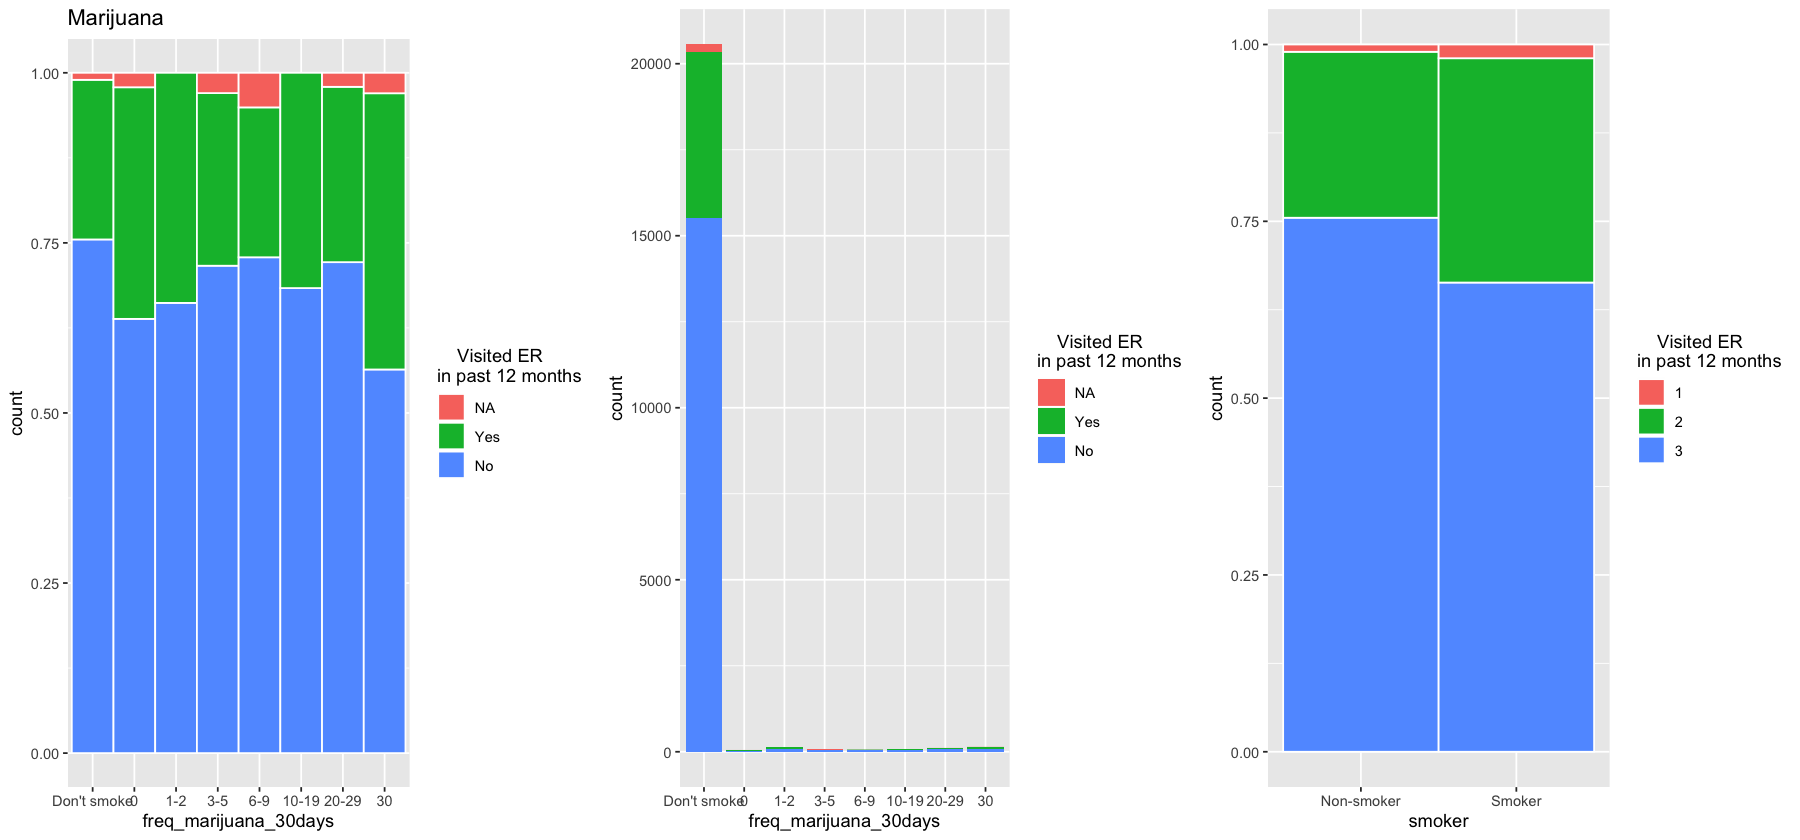 Marijuana
count
1.00
0.75
0.50
0.25
0.00
Don't smoke 0 1-2 3-5 6-9 10-19 20-29 30
freq_marijuana_30days
Visited ER
in past 12 months
NA
Yes
No
count
20000
15000
10000
5000
0
Don't smoke 0 1-2 3-5 6-9 10-19 20-29 30
freq_marijuana_30days
Visited ER
in past 12 months
NA
Yes
No
count
1.00
0.75
0.50
0.25
0.00
Non-smoker Smoker
smoker
Visited ER
in past 12 months
1
2
3